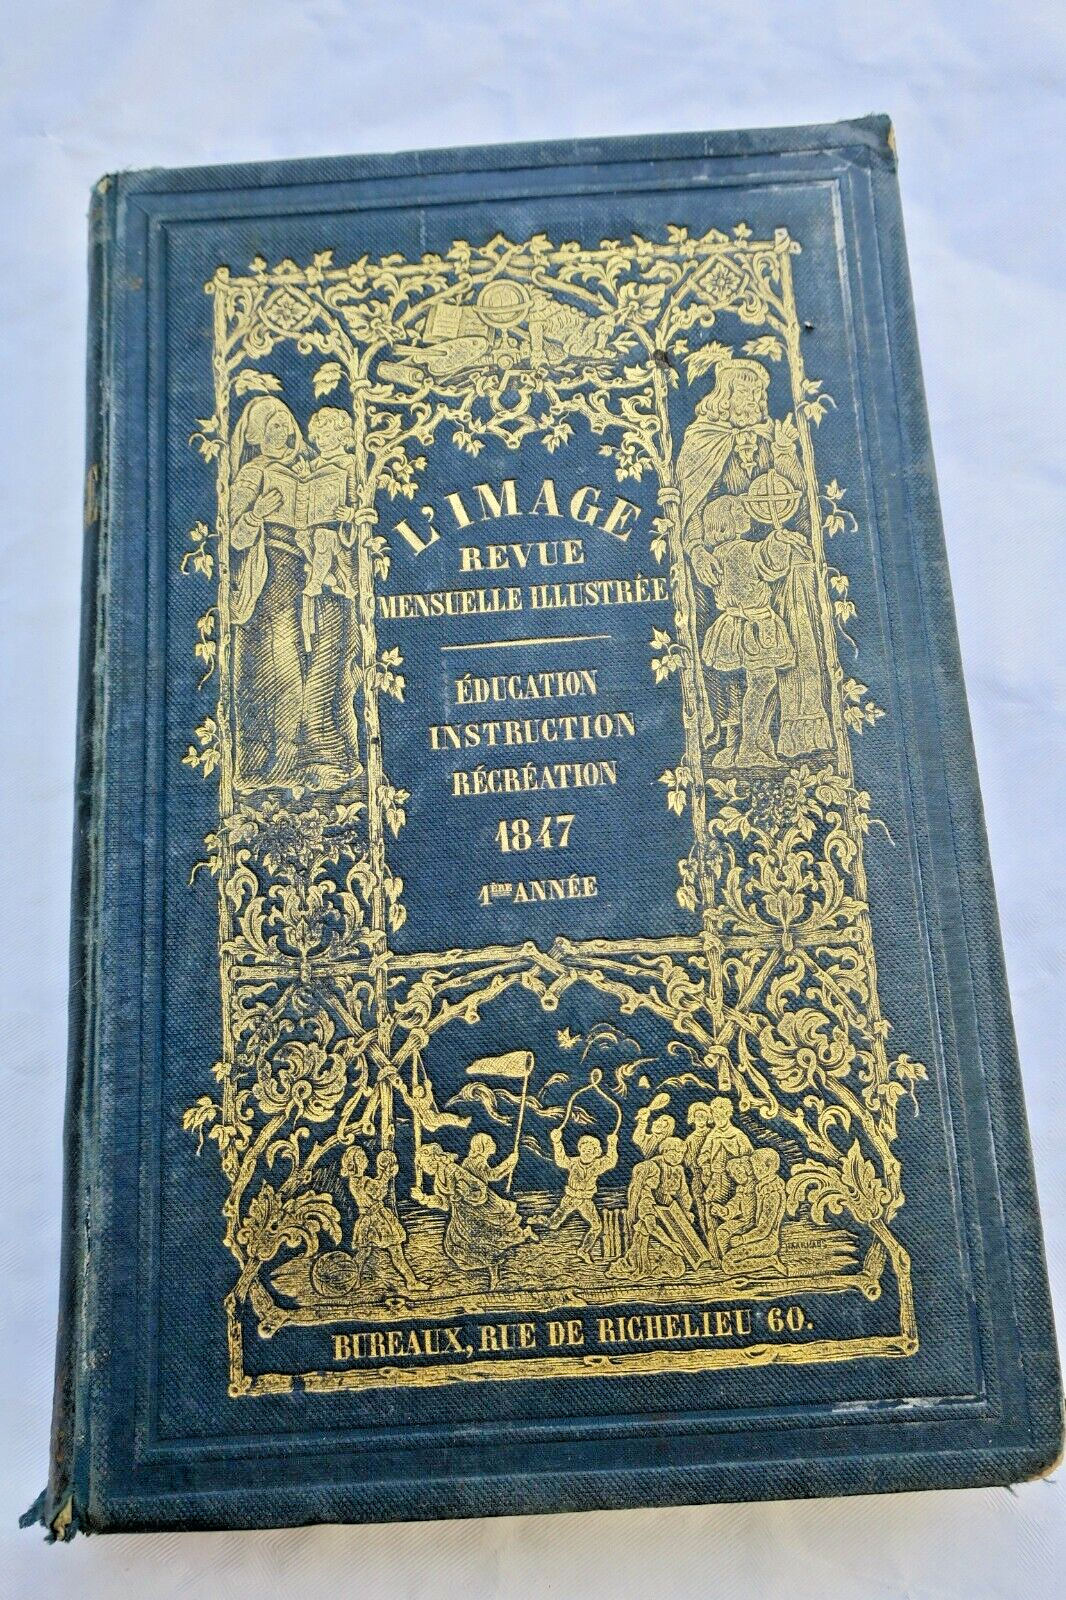 L'IMAGE
REVUE
MENSUELLE ILLUSTRÉE
ÉDUCATION
INSTRUCTION
RÉCRÉATION
1847
1ÈRE ANNÉE
BUREAUX, RUE DE RICHELIEU 60.